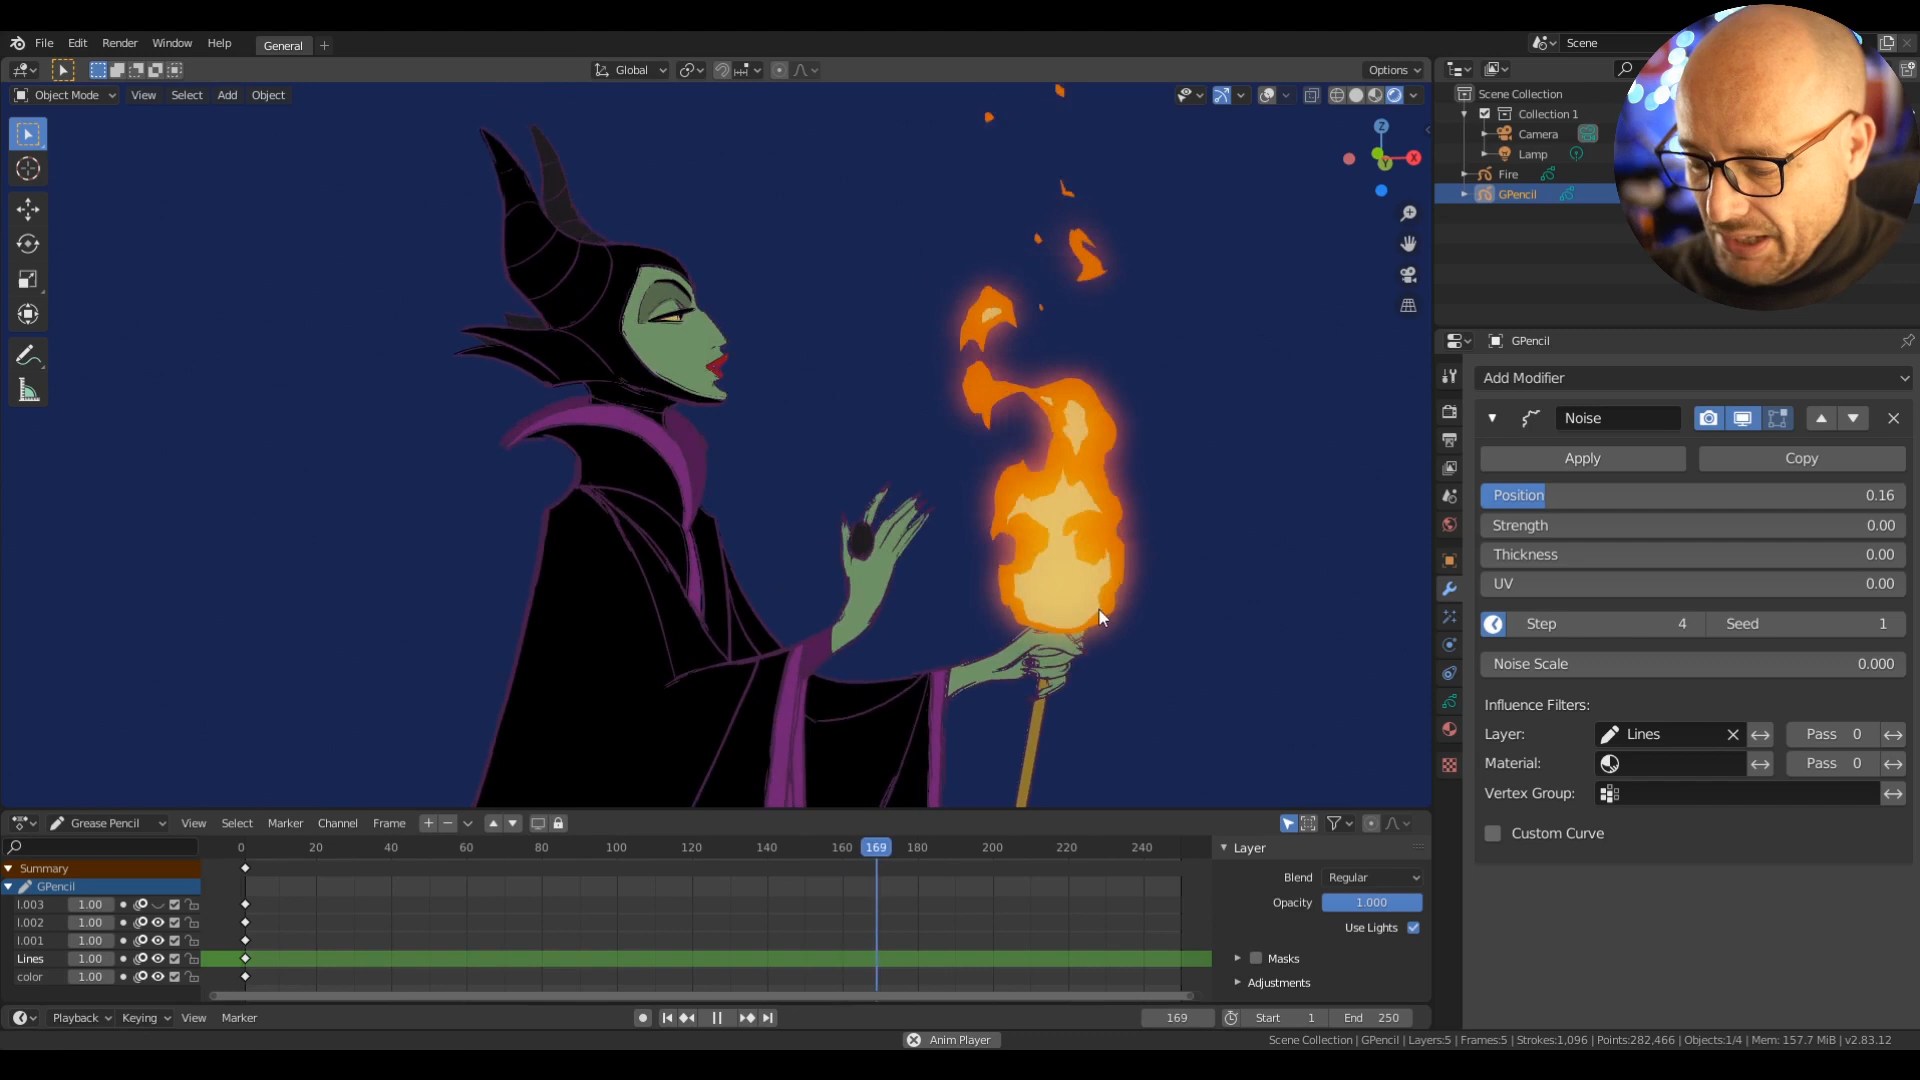 File Edit Render Window Help General + Scene
Global Options
Object Mode View Select Add Object
Z
X
Y
Scene Collection
Collection 1
Camera
Lamp
Fire
GPencil
GPencil
Add Modifier
Noise
Apply Copy
Position 0.16
Strength 0.00
Thickness 0.00
UV 0.00
Step 4 Seed 1
Noise Scale 0.000
Influence Filters:
Layer: Lines Pass 0
Material: Pass 0
Vertex Group:
Custom Curve
Grease Pencil View Select Marker Channel Frame
0 20 40 60 80 100 120 140 160 169 180 200 220 240
Summary
GPencil
l.003 1.00
l.002 1.00
l.001 1.00
Lines 1.00
color 1.00
Layer
Blend Regular
Opacity 1.000
Use Lights
Masks
Adjustments
Playback Keying View Marker 169 Start 1 End 250
Anim Player
Scene Collection | GPencil | Layers:5 | Frames:5 | Strokes:1,096 | Points:282,466 | Objects:1/4 | Mem: 157.7 MiB | v2.83.12